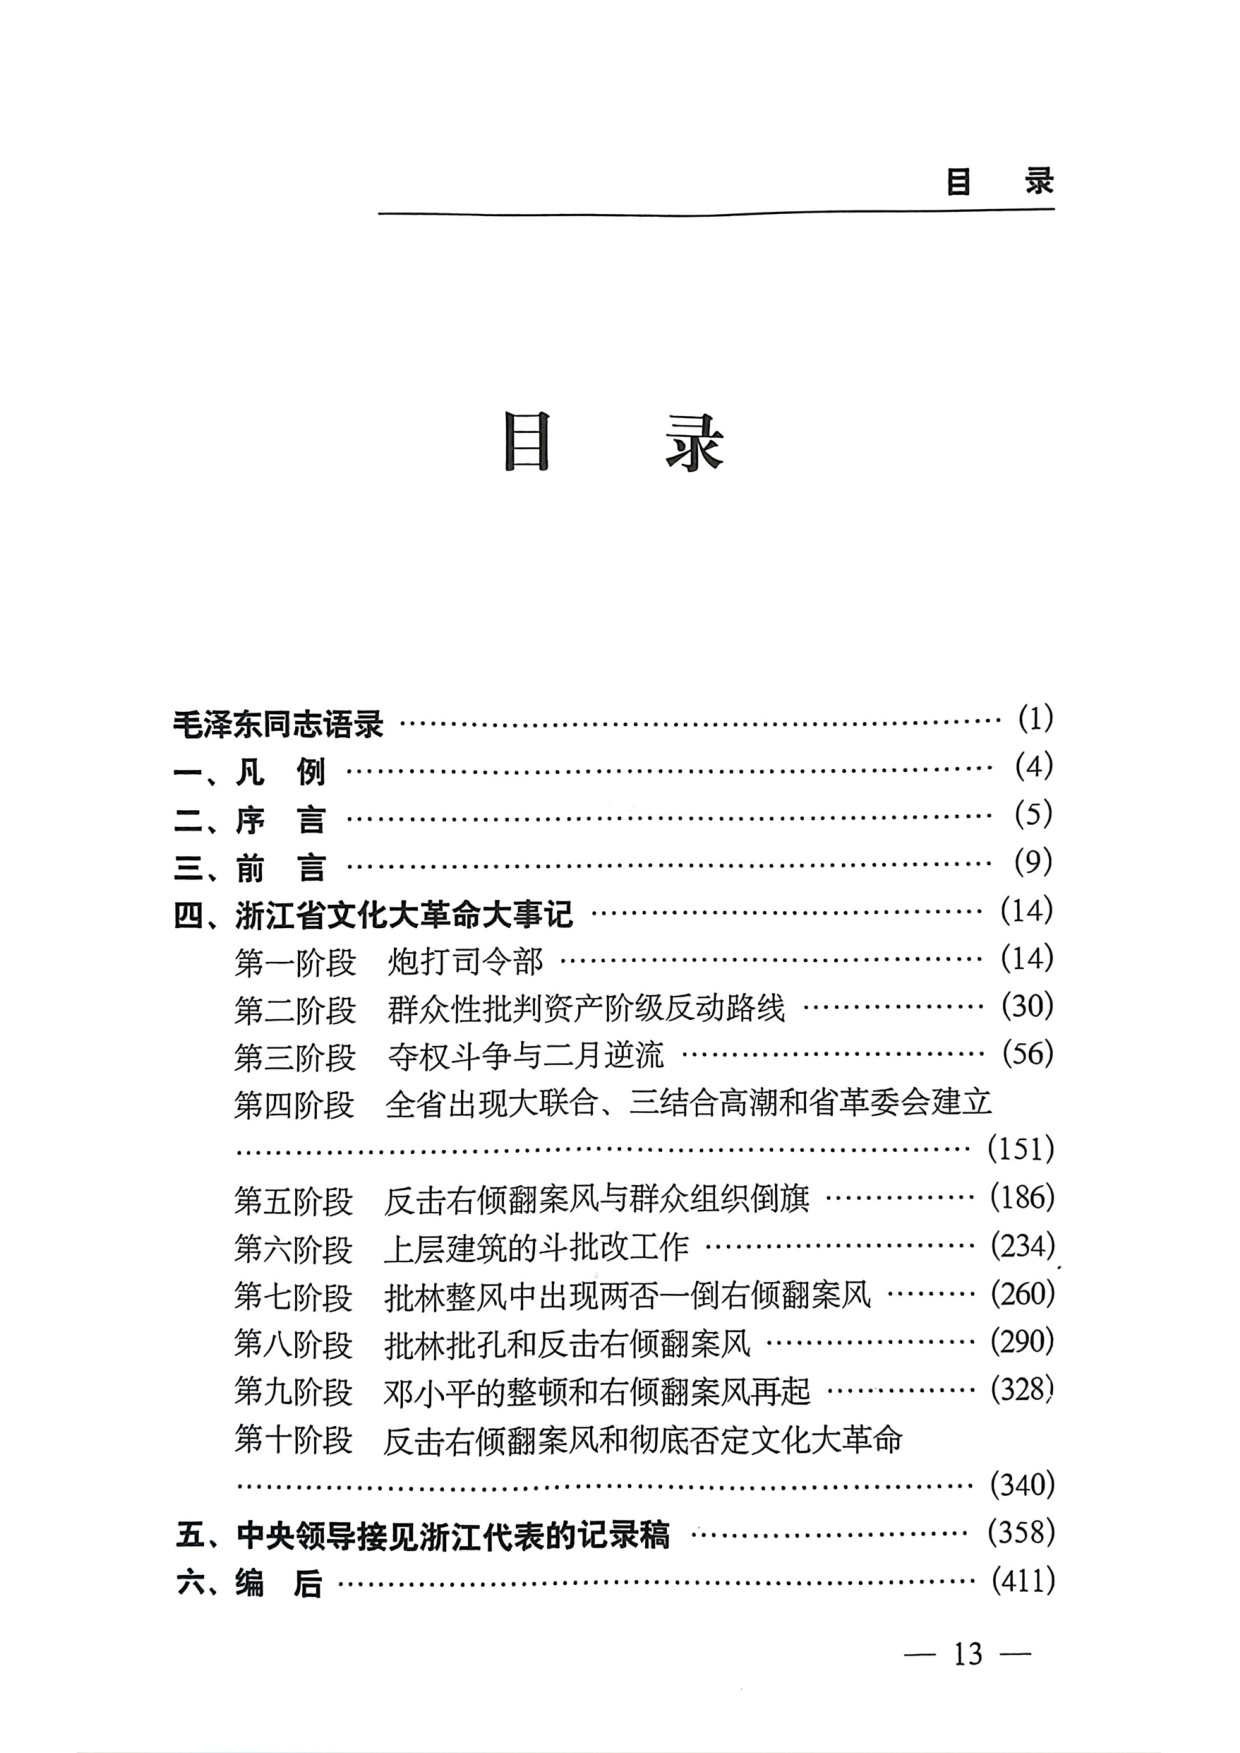 目 录
目 录
毛泽东同志语录 ………………………………………………… (1)
一、凡 例 ………………………………………………… (4)
二、序 言 ………………………………………………… (5)
三、前 言 ………………………………………………… (9)
四、浙江省文化大革命大事记 ………………………………… (14)
第一阶段 炮打司令部 ………………………………… (14)
第二阶段 群众性批判资产阶级反动路线 ……………… (30)
第三阶段 夺权斗争与二月逆流 ………………………… (56)
第四阶段 全省出现大联合、三结合高潮和省革委会建立
……………………………………………………………… (151)
第五阶段 反击右倾翻案风与群众组织倒旗 …………… (186)
第六阶段 上层建筑的斗批改工作 ……………………… (234)
第七阶段 批林整风中出现两否一倒右倾翻案风 ……… (260)
第八阶段 批林批孔和反击右倾翻案风 ………………… (290)
第九阶段 邓小平的整顿和右倾翻案风再起 …………… (328)
第十阶段 反击右倾翻案风和彻底否定文化大革命
……………………………………………………………… (340)
五、中央领导接见浙江代表的记录稿 ……………………… (358)
六、编 后 ……………………………………………………… (411)
— 13 —